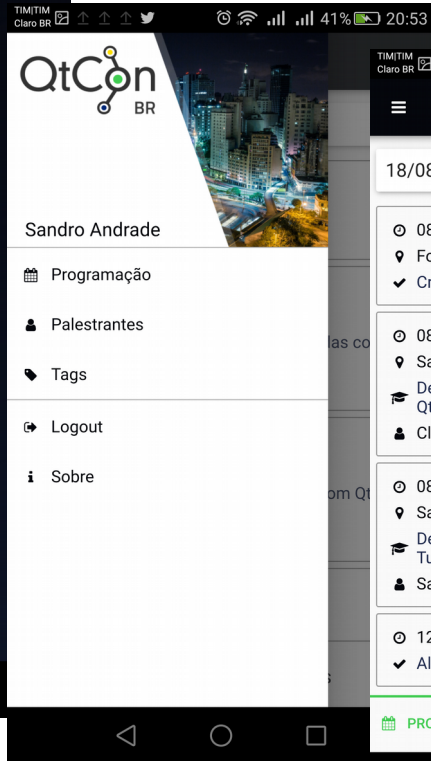 TIM|TIM
Claro BR
41%
20:53
QtCon
BR
Sandro Andrade
Programação
Palestrantes
Tags
Logout
Sobre
las co
om Qt
TIM|TIM
Claro BR
18/08
08
Fo
Cr
08
Sa
De
Qt
Cl
08
Sa
De
Tu
Sa
12
Al
PRO